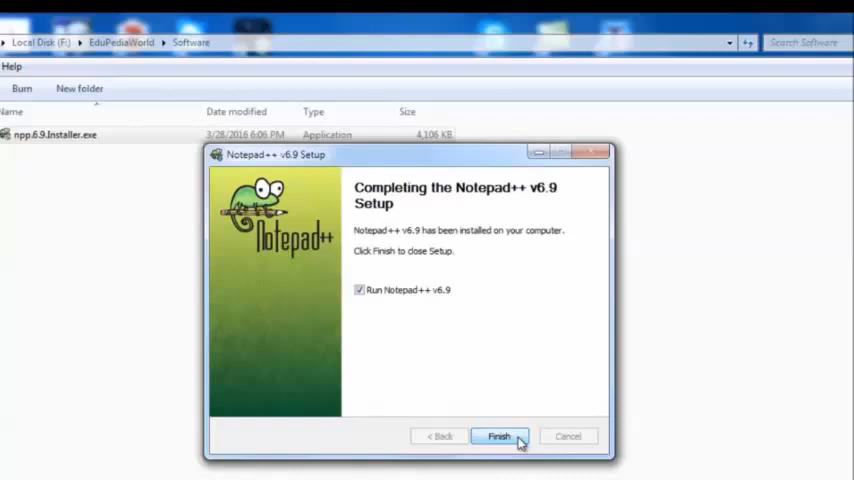 Local Disk (F:) EduPediaWorld Software Search Software
Help
Burn New folder
Name Date modified Type Size
npp.6.9.Installer.exe 3/28/2016 6:06 PM Application 4,106 KB
Notepad++ v6.9 Setup
Notepad++
Completing the Notepad++ v6.9
Setup
Notepad++ v6.9 has been installed on your computer.
Click Finish to close Setup.
Run Notepad++ v6.9
< Back Finish Cancel